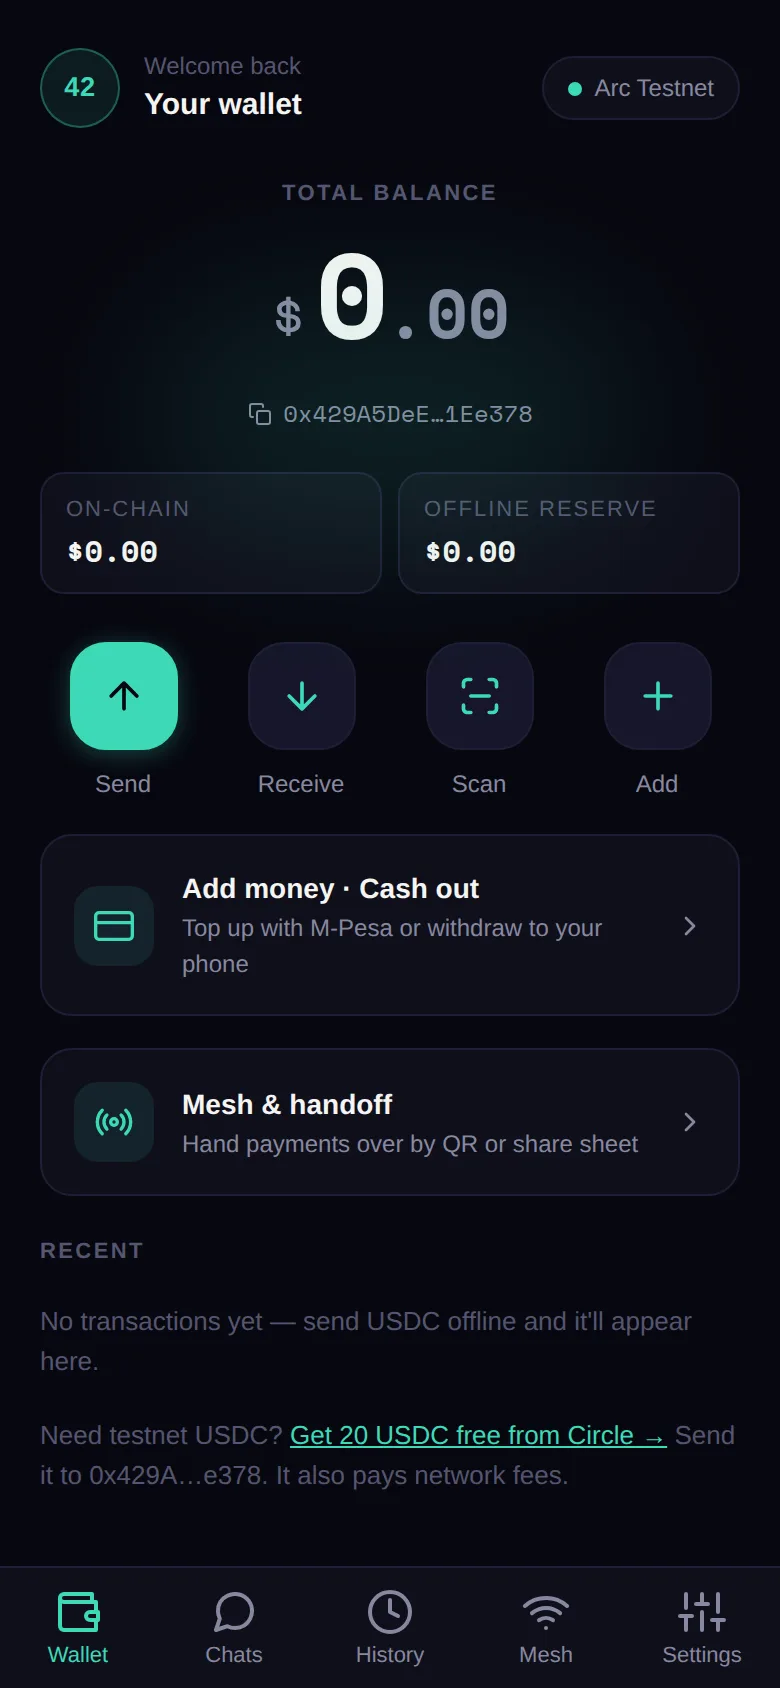 42
Welcome back
Your wallet
Arc Testnet
TOTAL BALANCE
$0.00
0x429A5DeE…1Ee378
ON-CHAIN
$0.00
OFFLINE RESERVE
$0.00
Send
Receive
Scan
Add
Add money · Cash out
Top up with M-Pesa or withdraw to your
phone
Mesh & handoff
Hand payments over by QR or share sheet
RECENT
No transactions yet — send USDC offline and it'll appear
here.
Need testnet USDC? Get 20 USDC free from Circle → Send
it to 0x429A…e378. It also pays network fees.
Wallet
Chats
History
Mesh
Settings